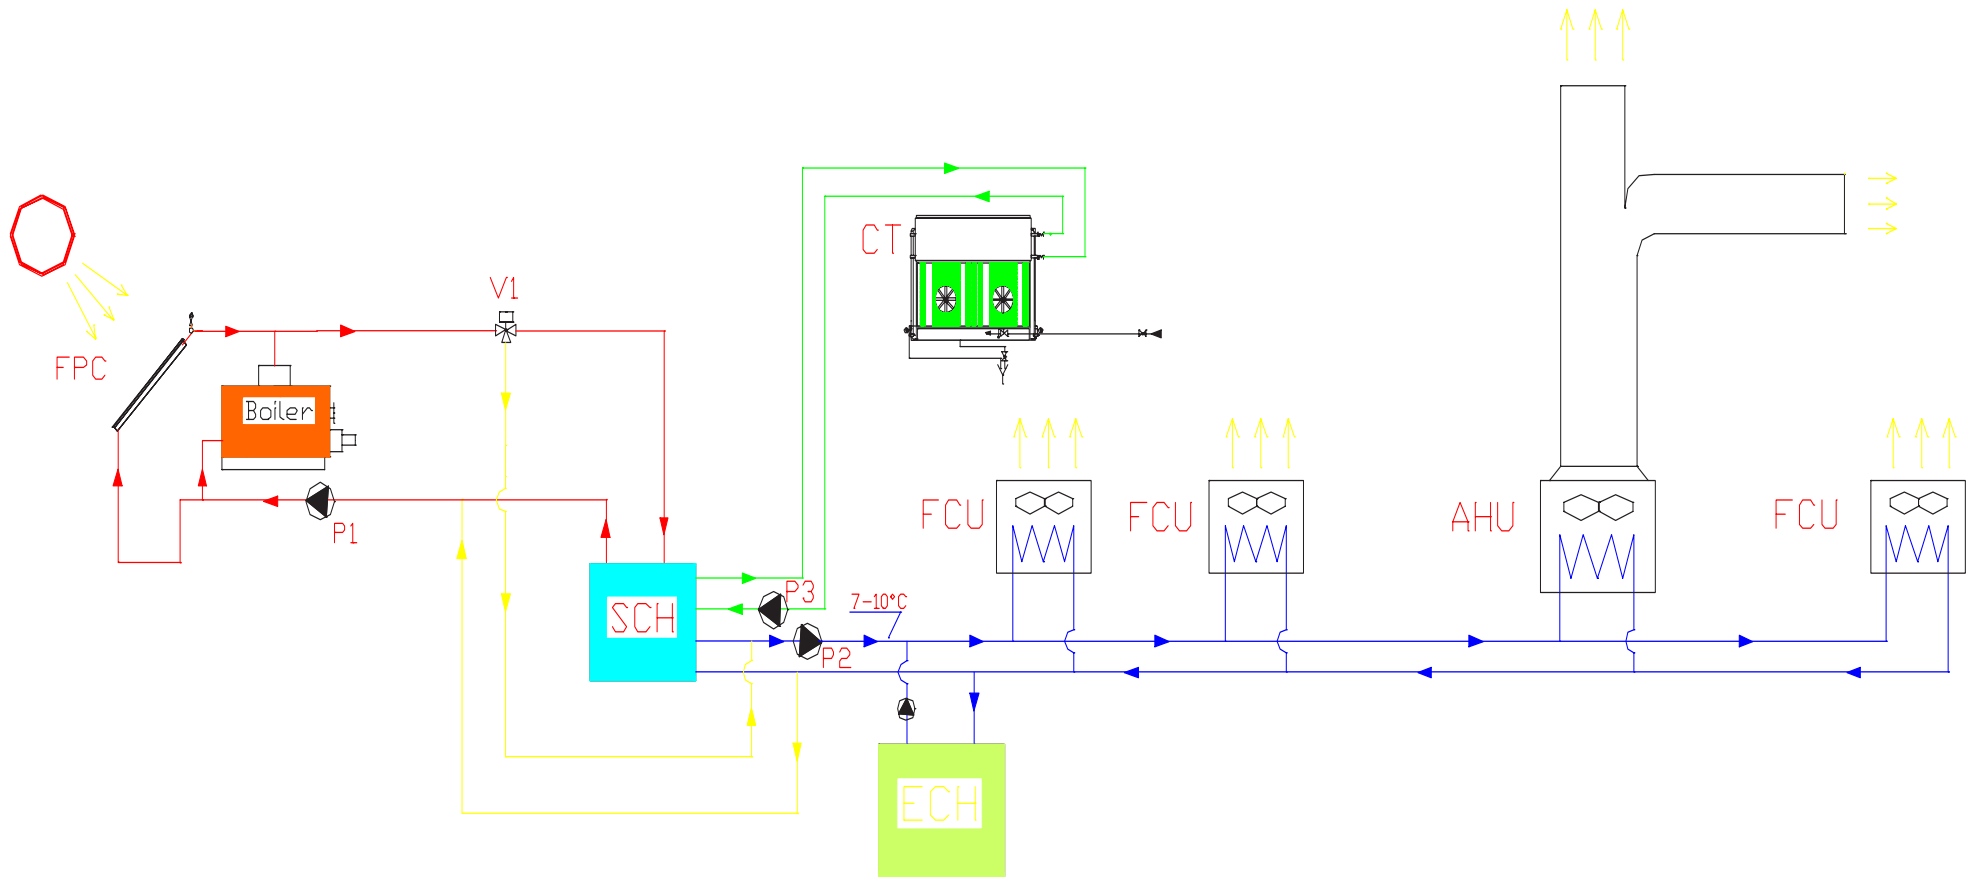 CT
V1
FPC
Boiler
P1
FCU
FCU
AHU
FCU
P3
7-10°C
SCH
P2
ECH